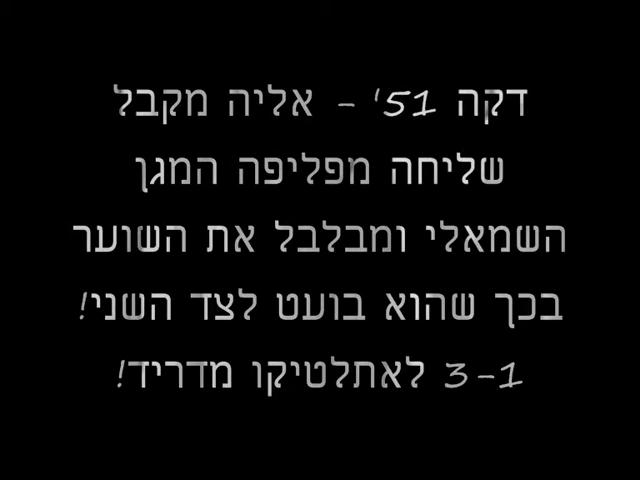 דקה 51' - אליה מקבל
שליחה מפליפה המגן
השמאלי ומבלבל את השוער
בכך שהוא בועט לצד השני!
3-1 לאתלטיקו מדריד!